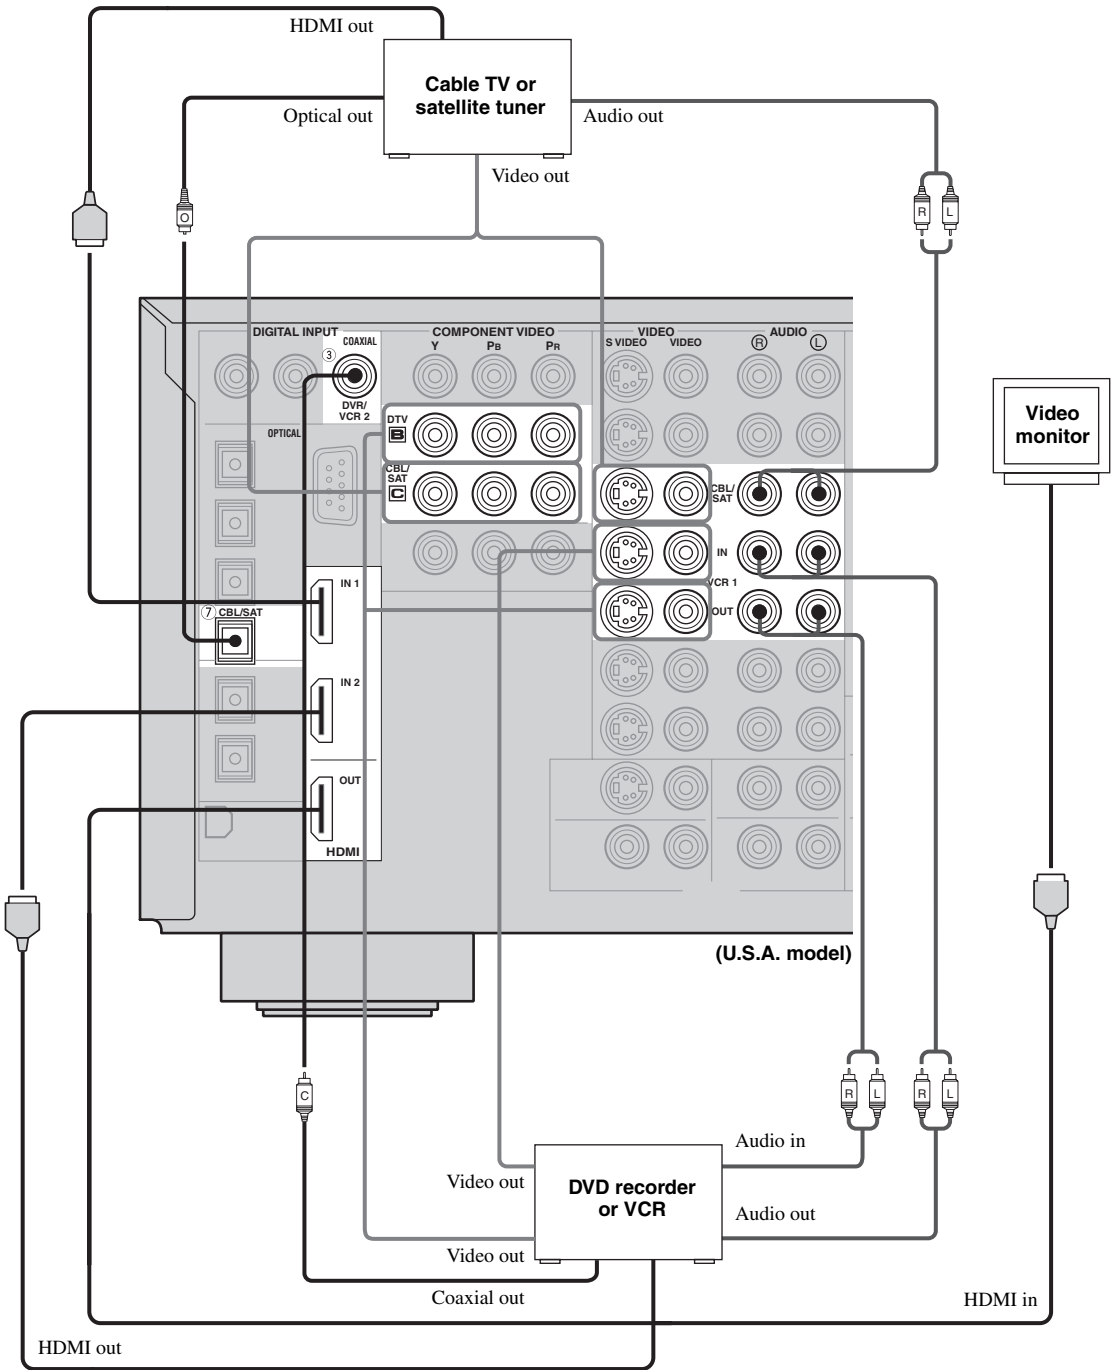 HDMI out
Cable TV or
satellite tuner
Optical out
Audio out
Video out
O
R L
DIGITAL INPUT
COAXIAL
③
DVR/
VCR 2
OPTICAL
COMPONENT VIDEO
Y PB PR
VIDEO
S VIDEO VIDEO
AUDIO
R L
DTV
B
CBL/
SAT
C
CBL/
SAT
IN
VCR 1
OUT
IN 1
⑦ CBL/SAT
IN 2
OUT
HDMI
Video
monitor
(U.S.A. model)
C
R L
R L
Audio in
Video out
DVD recorder
or VCR
Audio out
Video out
Coaxial out
HDMI in
HDMI out